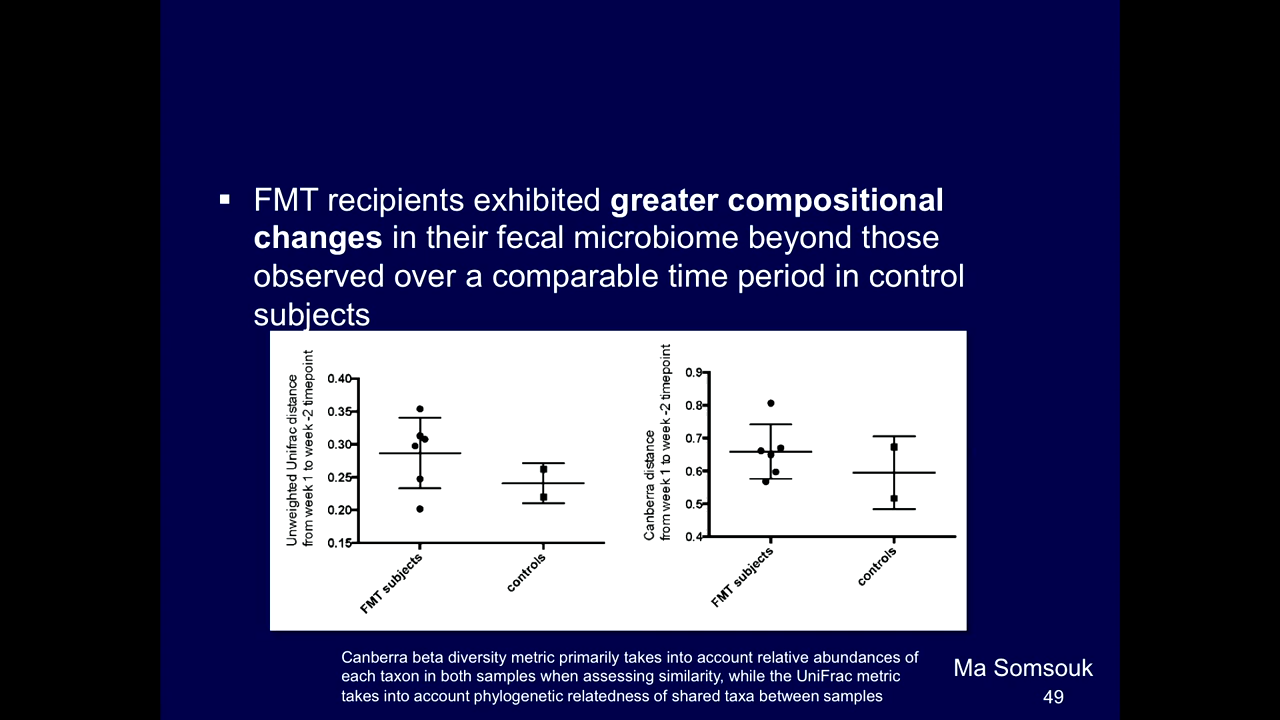 ▪ FMT recipients exhibited greater compositional
changes in their fecal microbiome beyond those
observed over a comparable time period in control
subjects
Unweighted Unifrac distance
from week 1 to week -2 timepoint
0.40
0.35
0.30
0.25
0.20
0.15
FMT subjects
controls
Canberra distance
from week 1 to week -2 timepoint
0.9
0.8
0.7
0.6
0.5
0.4
FMT subjects
controls
Canberra beta diversity metric primarily takes into account relative abundances of
each taxon in both samples when assessing similarity, while the UniFrac metric
takes into account phylogenetic relatedness of shared taxa between samples
Ma Somsouk
49